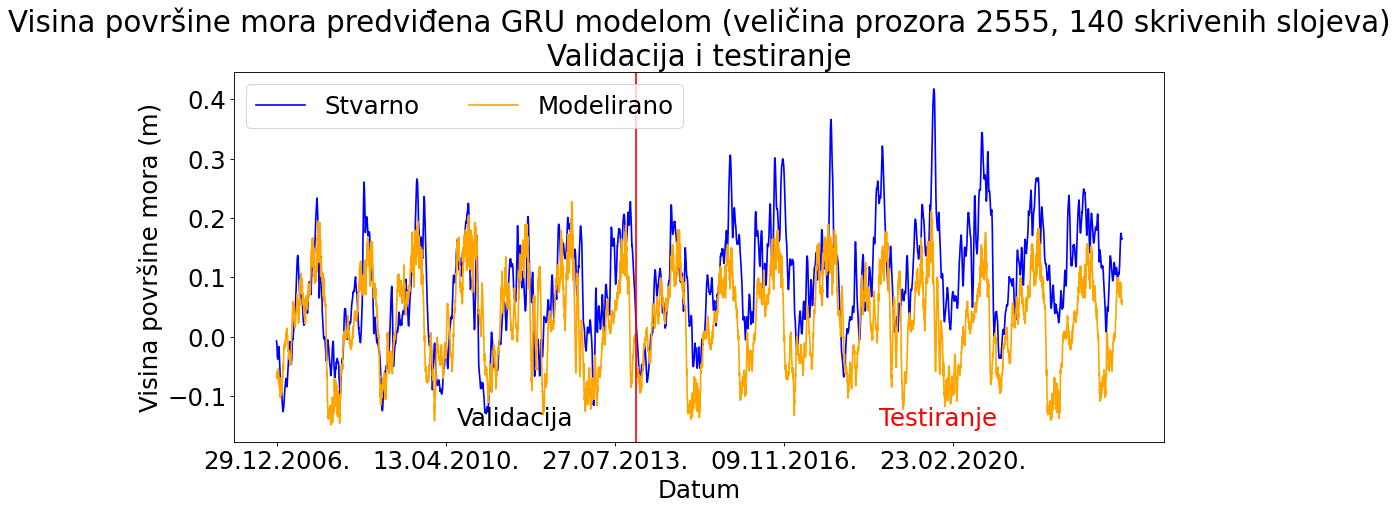 Visina površine mora predviđena GRU modelom (veličina prozora 2555, 140 skrivenih slojeva)
Validacija i testiranje
Stvarno
Modelirano
Visina površine mora (m)
0.4
0.3
0.2
0.1
0.0
−0.1
Validacija
Testiranje
29.12.2006.
13.04.2010.
27.07.2013.
09.11.2016.
23.02.2020.
Datum